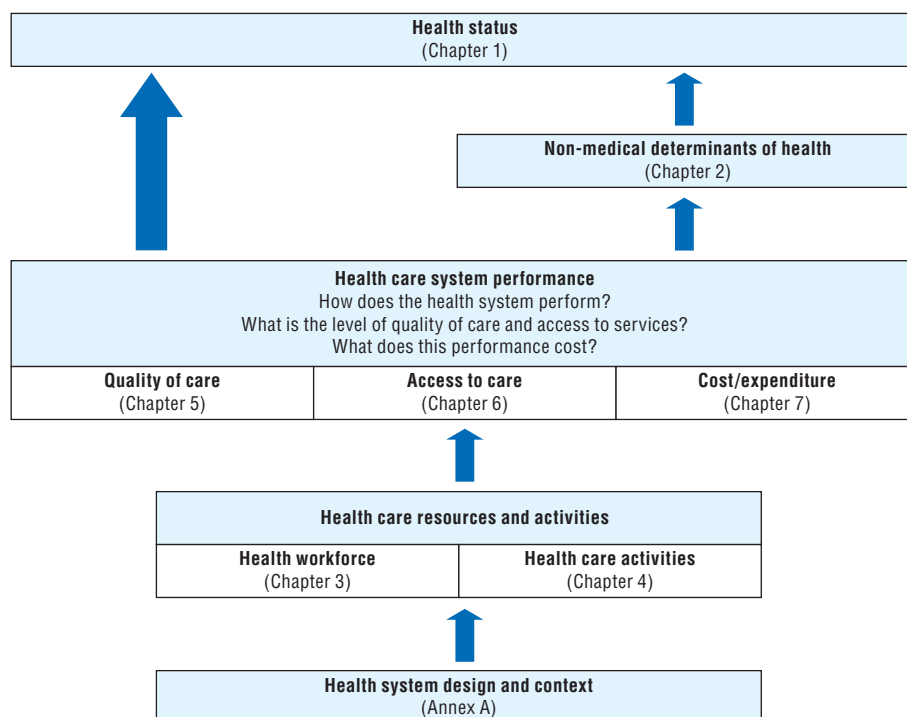 Health status
(Chapter 1)
Non-medical determinants of health
(Chapter 2)
Health care system performance
How does the health system perform?
What is the level of quality of care and access to services?
What does this performance cost?
Quality of care
(Chapter 5)
Access to care
(Chapter 6)
Cost/expenditure
(Chapter 7)
Health care resources and activities
Health workforce
(Chapter 3)
Health care activities
(Chapter 4)
Health system design and context
(Annex A)